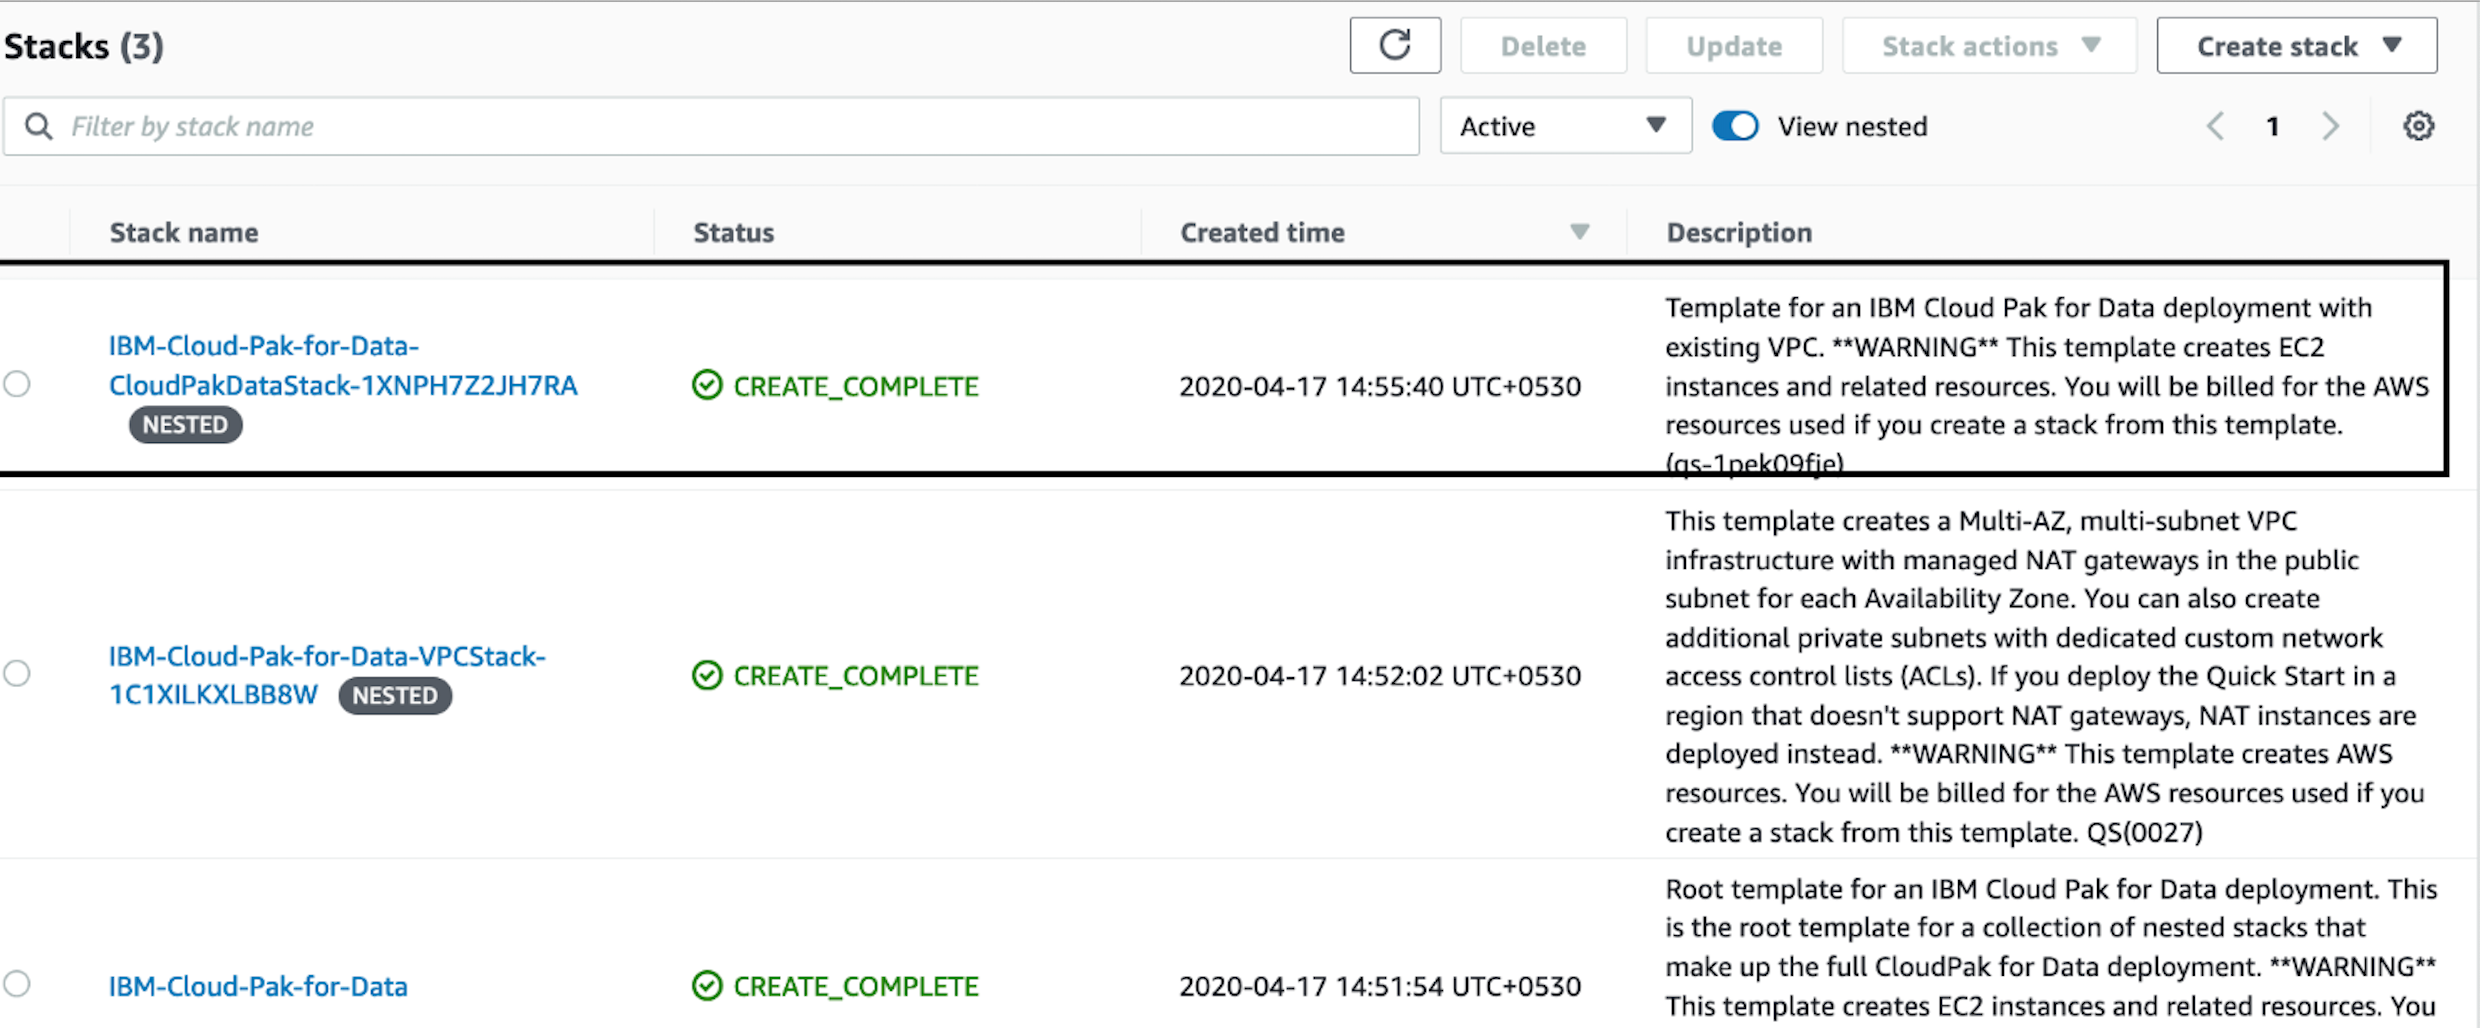 Stacks (3)
Delete
Update
Stack actions
Create stack
Filter by stack name
Active
View nested
1
Stack name
Status
Created time
Description
IBM-Cloud-Pak-for-Data-
CloudPakDataStack-1XNPH7Z2JH7RA
NESTED
CREATE_COMPLETE
2020-04-17 14:55:40 UTC+0530
Template for an IBM Cloud Pak for Data deployment with
existing VPC. **WARNING** This template creates EC2
instances and related resources. You will be billed for the AWS
resources used if you create a stack from this template.
(qs-1pek09fje)
IBM-Cloud-Pak-for-Data-VPCStack-
1C1XILKXLBB8W NESTED
CREATE_COMPLETE
2020-04-17 14:52:02 UTC+0530
This template creates a Multi-AZ, multi-subnet VPC
infrastructure with managed NAT gateways in the public
subnet for each Availability Zone. You can also create
additional private subnets with dedicated custom network
access control lists (ACLs). If you deploy the Quick Start in a
region that doesn't support NAT gateways, NAT instances are
deployed instead. **WARNING** This template creates AWS
resources. You will be billed for the AWS resources used if you
create a stack from this template. QS(0027)
IBM-Cloud-Pak-for-Data
CREATE_COMPLETE
2020-04-17 14:51:54 UTC+0530
Root template for an IBM Cloud Pak for Data deployment. This
is the root template for a collection of nested stacks that
make up the full CloudPak for Data deployment. **WARNING**
This template creates EC2 instances and related resources. You